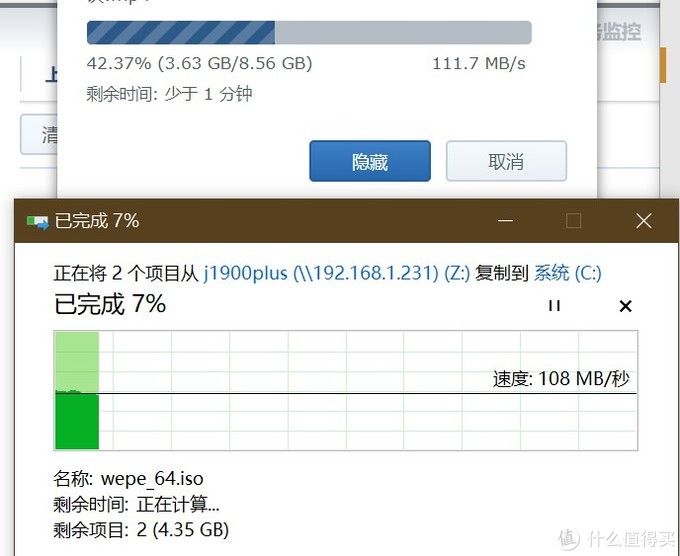 42.37% (3.63 GB/8.56 GB) 111.7 MB/s
剩余时间: 少于 1 分钟
监控
上
清
隐藏 取消
已完成 7%
正在将 2 个项目从 j1900plus (\\192.168.1.231) (Z:) 复制到 系统 (C:)
已完成 7%
速度: 108 MB/秒
名称: wepe_64.iso
剩余时间: 正在计算...
剩余项目: 2 (4.35 GB)
值 什么值得买